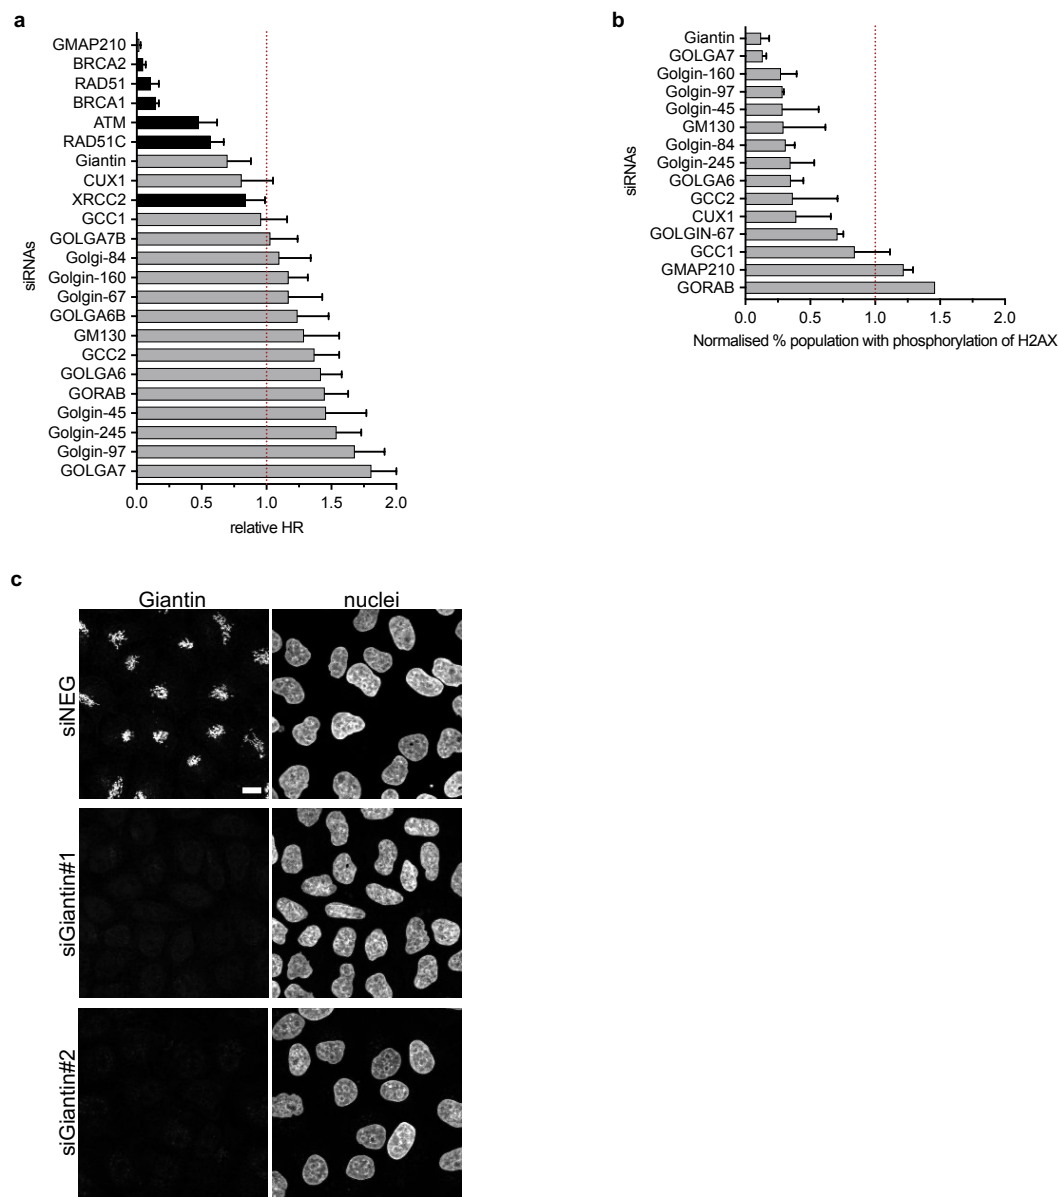 a
GMAP210
BRCA2
RAD51
BRCA1
ATM
RAD51C
Giantin
CUX1
XRCC2
GCC1
GOLGA7B
Golgi-84
Golgin-160
Golgin-67
GOLGA6B
GM130
GCC2
GOLGA6
GORAB
Golgin-45
Golgin-245
Golgin-97
GOLGA7
siRNAs
0.0 0.5 1.0 1.5 2.0
relative HR
b
Giantin
GOLGA7
Golgin-160
Golgin-97
Golgin-45
GM130
Golgin-84
Golgin-245
GOLGA6
GCC2
CUX1
GOLGIN-67
GCC1
GMAP210
GORAB
siRNAs
0.0 0.5 1.0 1.5 2.0
Normalised % population with phosphorylation of H2AX
c
Giantin nuclei
siNEG
siGiantin#1
siGiantin#2